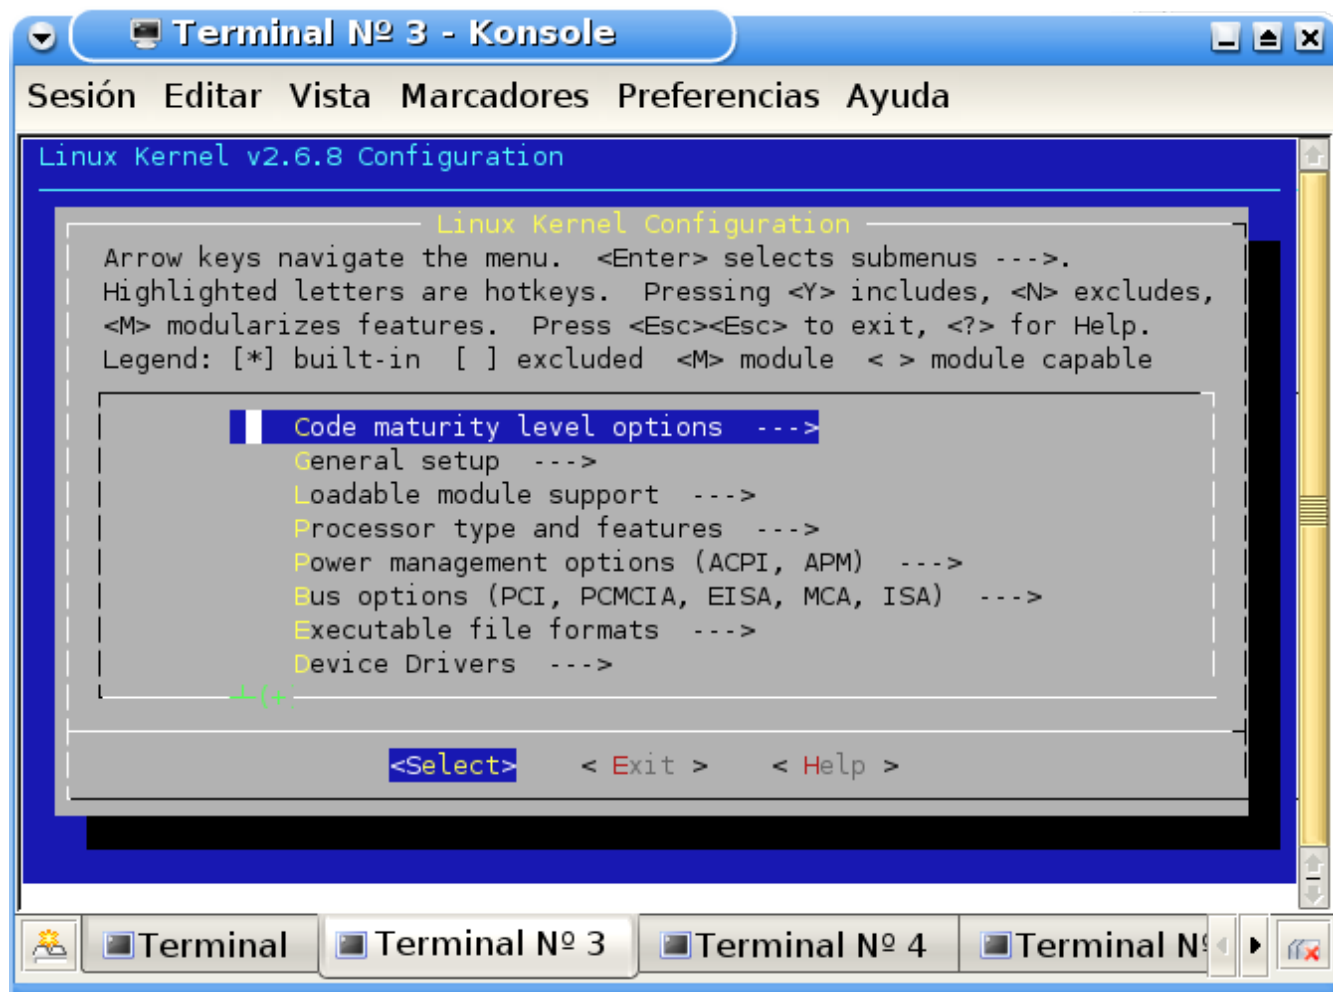 Terminal Nº 3 - Konsole
Sesión Editar Vista Marcadores Preferencias Ayuda
Linux Kernel v2.6.8 Configuration
Linux Kernel Configuration
Arrow keys navigate the menu. <Enter> selects submenus --->.
Highlighted letters are hotkeys. Pressing <Y> includes, <N> excludes,
<M> modularizes features. Press <Esc><Esc> to exit, <?> for Help.
Legend: [*] built-in [ ] excluded <M> module < > module capable
Code maturity level options --->
General setup --->
Loadable module support --->
Processor type and features --->
Power management options (ACPI, APM) --->
Bus options (PCI, PCMCIA, EISA, MCA, ISA) --->
Executable file formats --->
Device Drivers --->
<Select> < Exit > < Help >
Terminal Terminal Nº 3 Terminal Nº 4 Terminal Nº